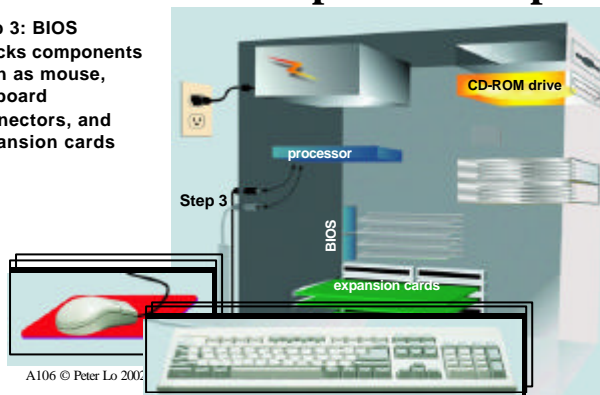 p 3: BIOS
cks components
n as mouse,
board
nectors, and
ansion cards
CD-ROM drive
processor
Step 3
BIOS
expansion cards
A106 © Peter Lo 2002